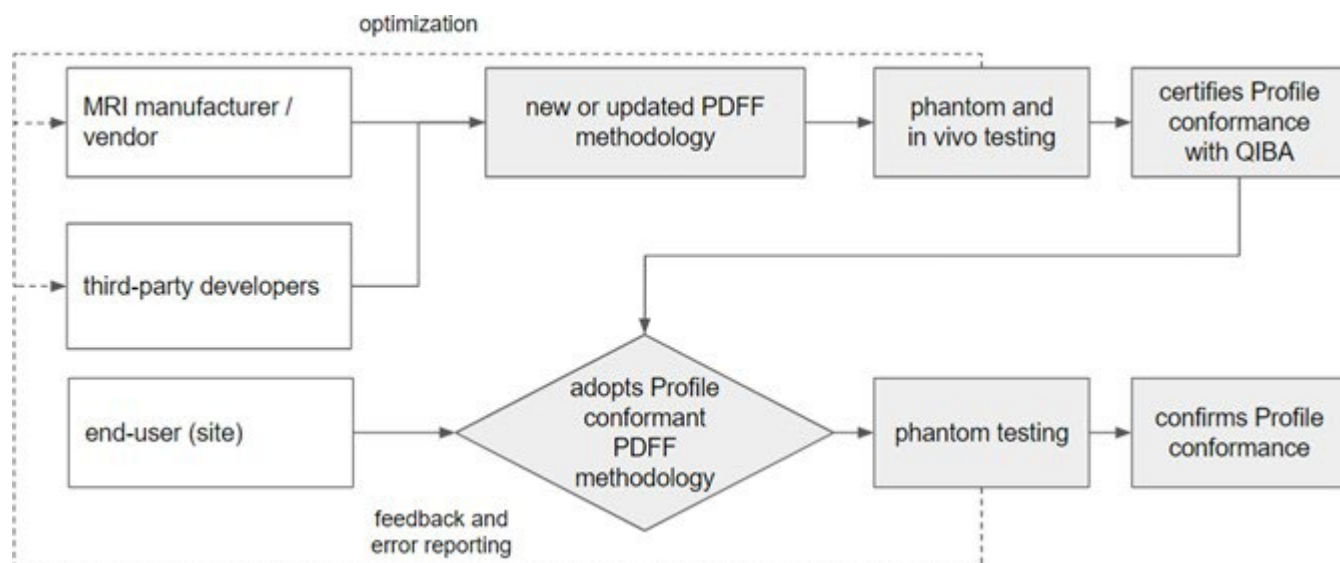 optimization
MRI manufacturer /
vendor
new or updated PDFF
methodology
phantom and
in vivo testing
certifies Profile
conformance
with QIBA
third-party developers
end-user (site)
adopts Profile
conformant
PDFF
methodology
phantom testing
confirms Profile
conformance
feedback and
error reporting